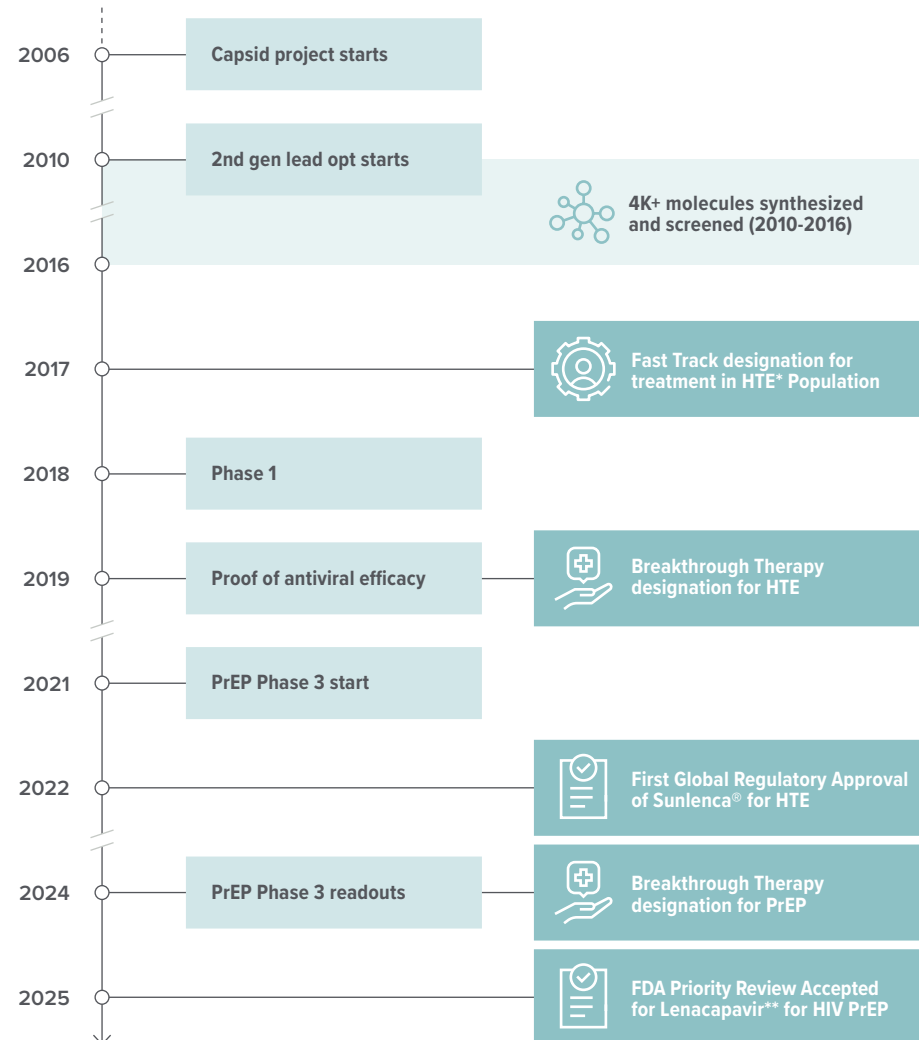 2006
Capsid project starts
2010
2nd gen lead opt starts
4K+ molecules synthesized
and screened (2010-2016)
2016
2017
Fast Track designation for
treatment in HTE* Population
2018
Phase 1
2019
Proof of antiviral efficacy
Breakthrough Therapy
designation for HTE
2021
PrEP Phase 3 start
2022
First Global Regulatory Approval
of Sunlenca® for HTE
2024
PrEP Phase 3 readouts
Breakthrough Therapy
designation for PrEP
2025
FDA Priority Review Accepted
for Lenacapavir** for HIV PrEP